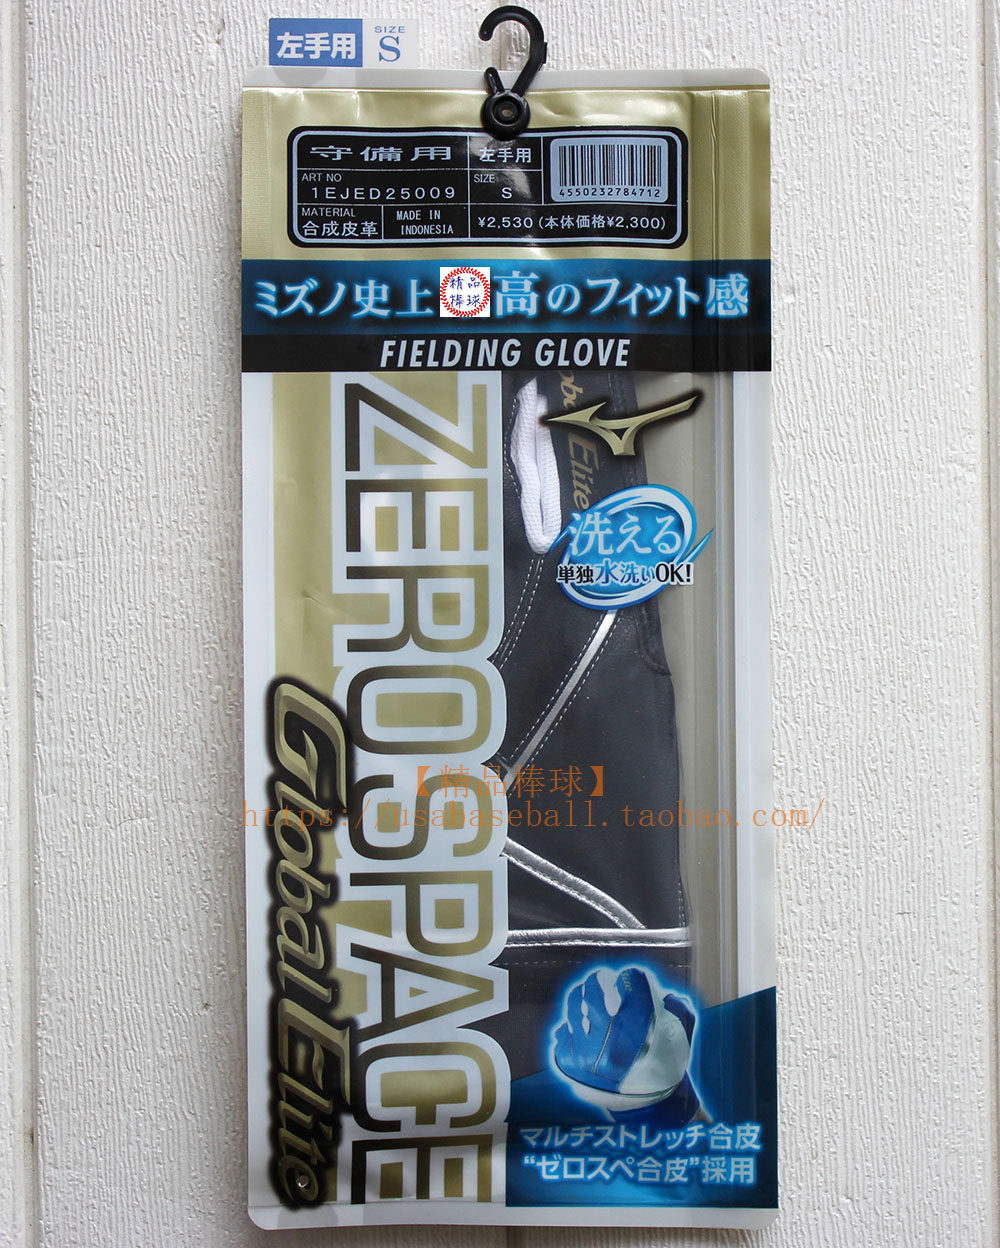 左手用
SIZE
S
守備用
左手用
ART NO
1EJED25009
SIZE
S
4550232784712
MATERIAL
合成皮革
MADE IN
INDONESIA
¥2,530(本体価格¥2,300)
ミズノ史上
精品
棒球
高のフィット感
FIELDING GLOVE
ZEROSPACE
Elite
洗える
単独水洗いOK!
Global Elite
【精品棒球】
https://usabaseball.taobao.com/
Elite
マルチストレッチ合皮
“ゼロスペ合皮”採用